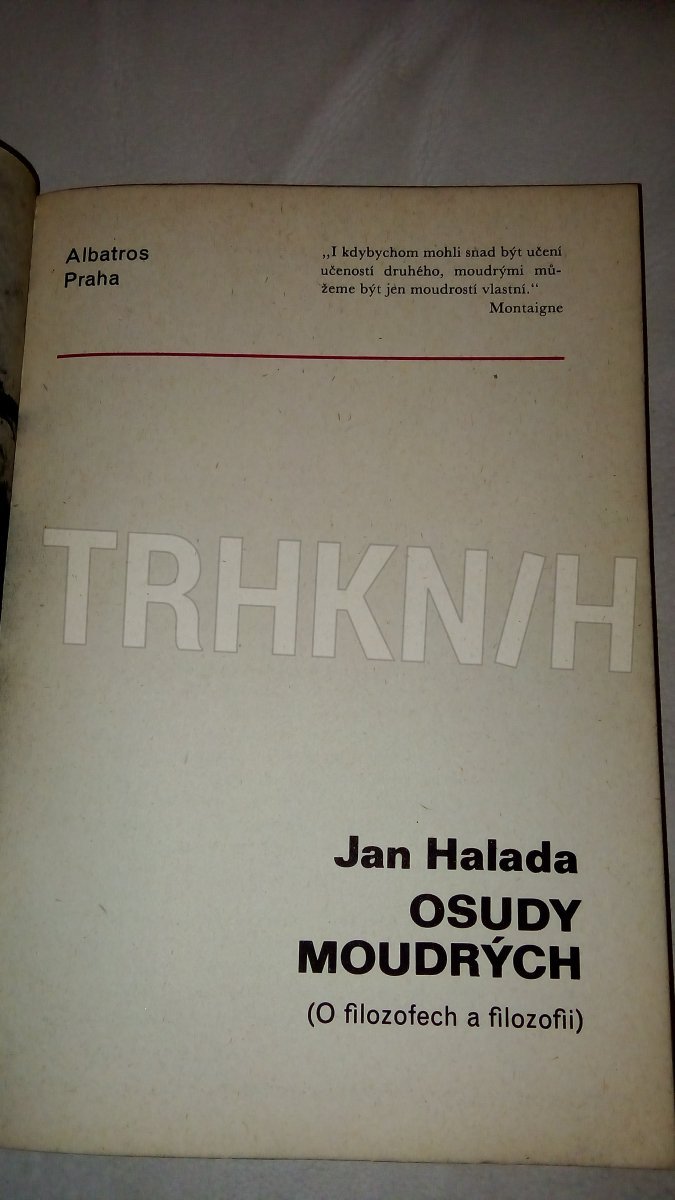 Albatros
Praha
„I kdybychom mohli snad být učení
učeností druhého, moudrými mů-
žeme být jen moudrostí vlastní.“
Montaigne
TRHKNIH
Jan Halada
OSUDY
MOUDRÝCH
(O filozofech a filozofii)